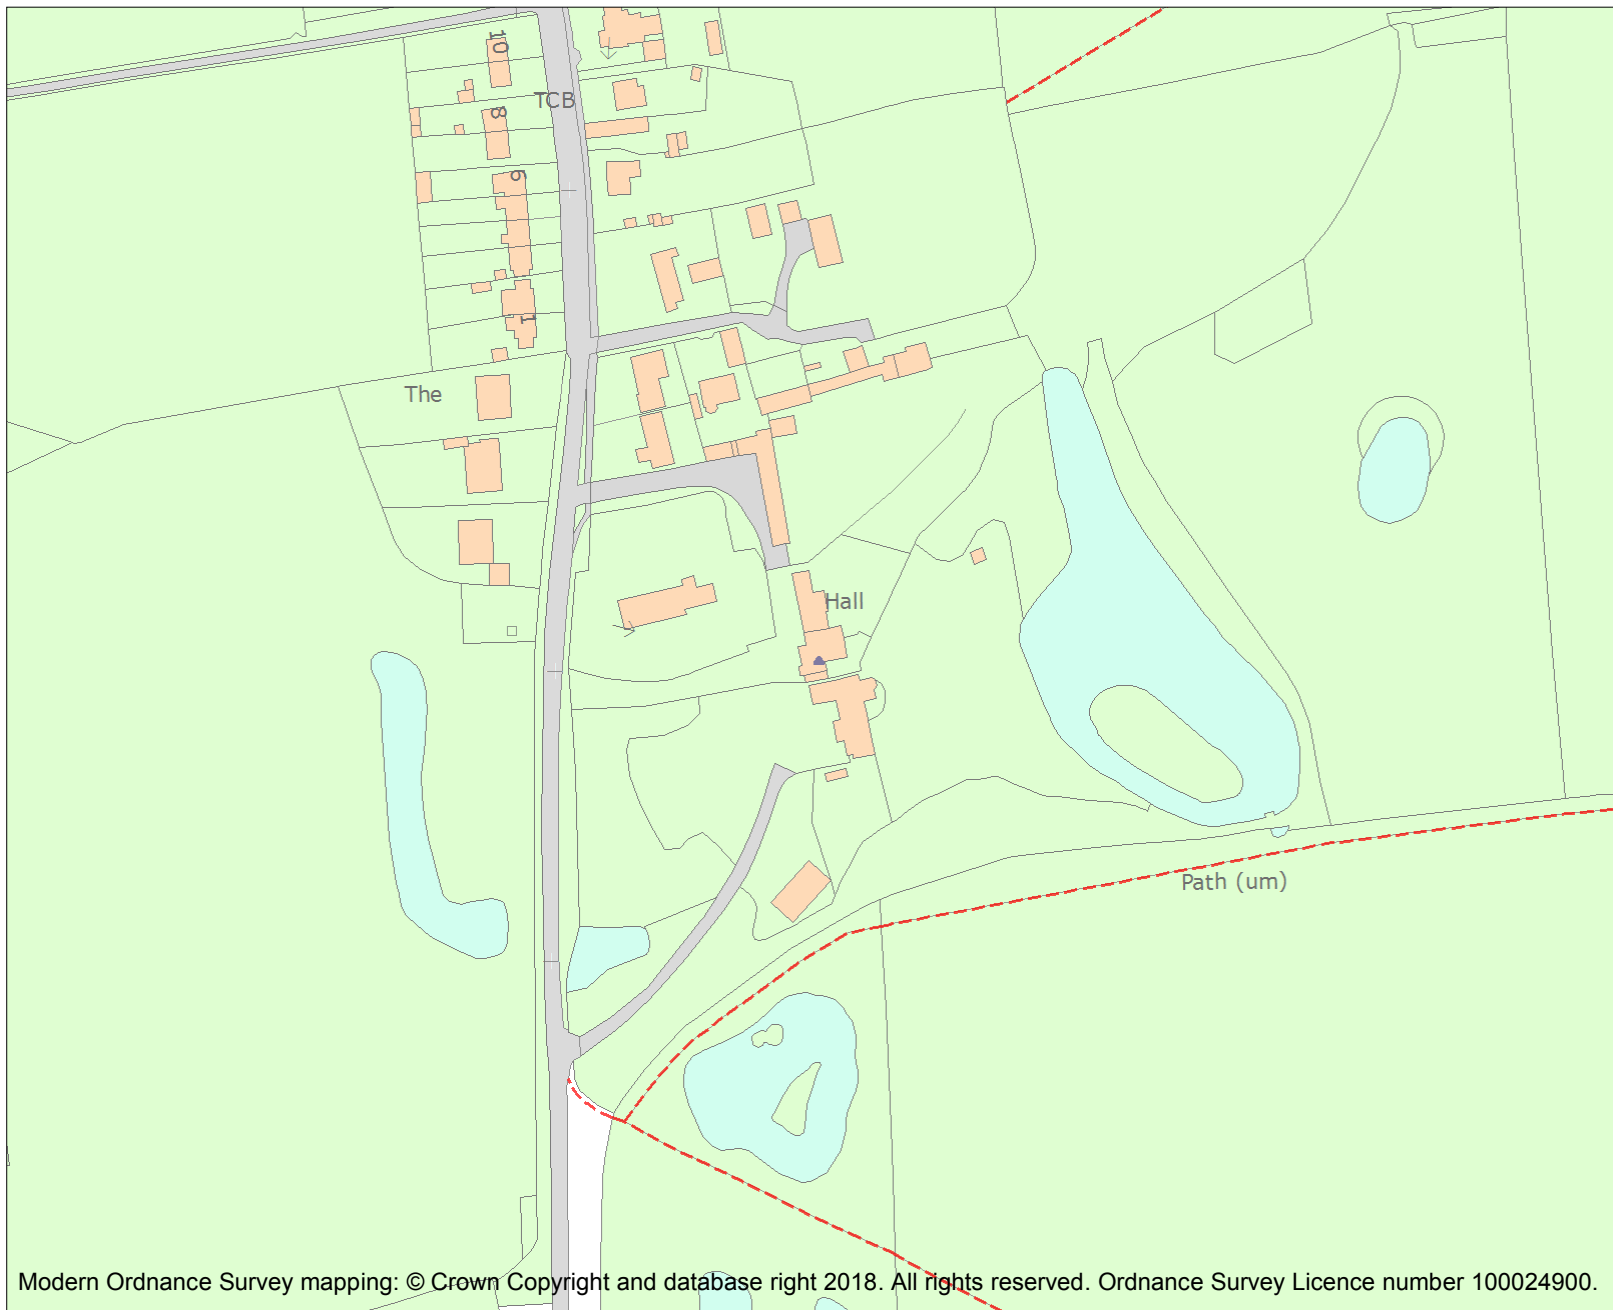 10
TCB
8
6
1
The
Hall
Path (um)
Modern Ordnance Survey mapping: © Crown Copyright and database right 2018. All rights reserved. Ordnance Survey Licence number 100024900.